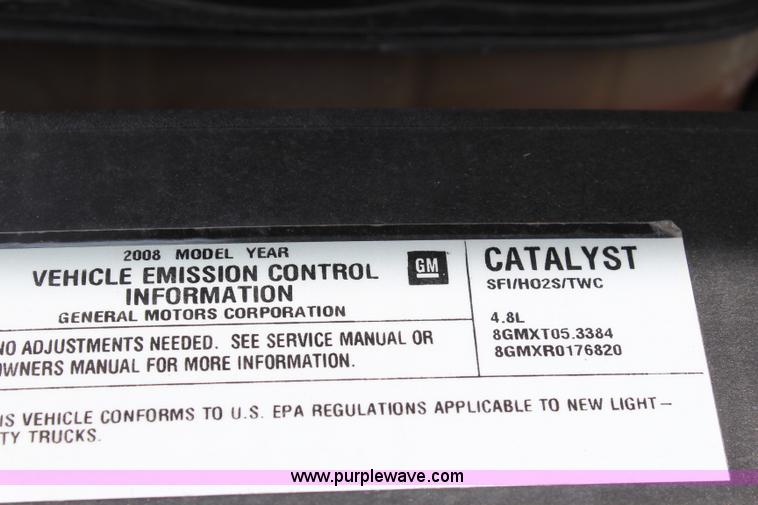 2008 MODEL YEAR
VEHICLE EMISSION CONTROL
INFORMATION
GENERAL MOTORS CORPORATION
GM
CATALYST
SFI/HO2S/TWC
4.8L
8GMXT05.3384
8GMXR0176820
NO ADJUSTMENTS NEEDED. SEE SERVICE MANUAL OR
OWNERS MANUAL FOR MORE INFORMATION.
IS VEHICLE CONFORMS TO U.S. EPA REGULATIONS APPLICABLE TO NEW LIGHT-
TY TRUCKS.
www.purplewave.com